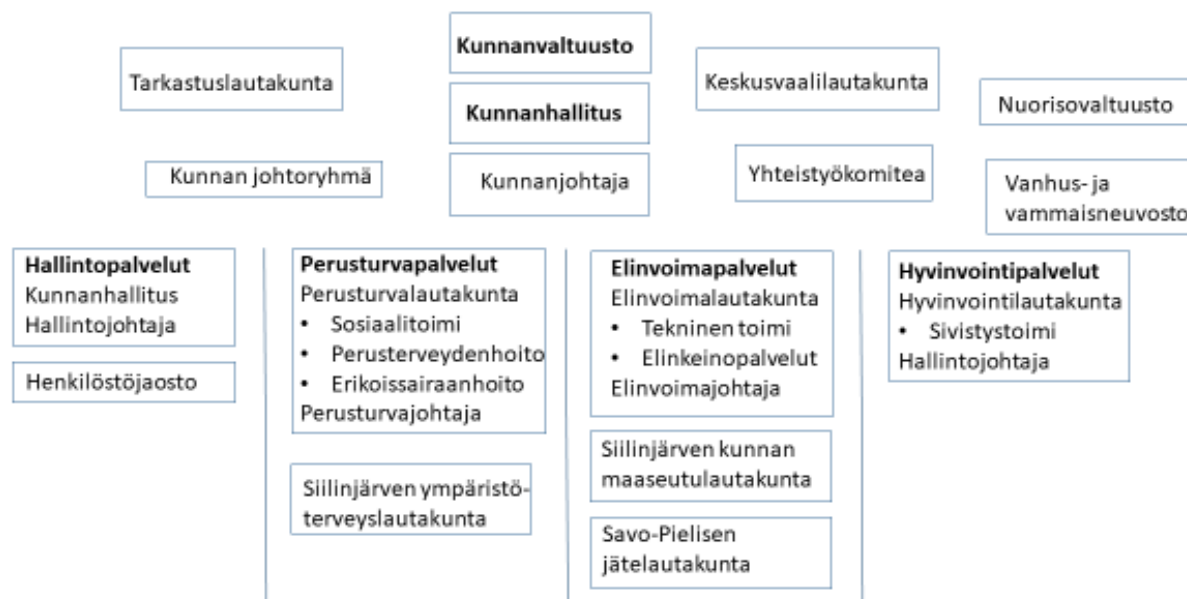 Kunnanvaltuusto
Tarkastuslautakunta
Keskusvaalilautakunta
Nuorisovaltuusto
Kunnanhallitus
Kunnan johtoryhmä
Kunnanjohtaja
Yhteistyökomitea
Vanhus- ja
vammaisneuvosto
Hallintopalvelut
Kunnanhallitus
Hallintojohtaja
Henkilöstöjaosto
Perusturvapalvelut
Perusturvalautakunta
• Sosiaalitoimi
• Perusterveydenhoito
• Erikoissairaanhoito
Perusturvajohtaja
Siilinjärven ympäristö-
terveyslautakunta
Elinvoimapalvelut
Elinvoimalautakunta
• Tekninen toimi
• Elinkeinopalvelut
Elinvoimajohtaja
Siilinjärven kunnan
maaseutulautakunta
Savo-Pielisen
jätelautakunta
Hyvinvointipalvelut
Hyvinvointilautakunta
• Sivistystoimi
Hallintojohtaja